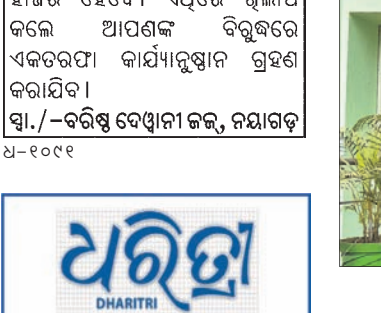 କଲେ ଆପଣଙ୍କ ବିରୁଦ୍ଧରେ
ଏକତରଫା କାର୍ଯ୍ୟାନୁଷ୍ଠାନ ଗ୍ରହଣ
କରାଯିବ।
ସ୍ୱା./-ବରିଷ୍ଠ ଦେୱାନୀ ଜଜ୍, ନୟାଗଡ଼
ଧ-୧୦୯୧
ଧରିତ୍ରୀ
DHARITRI